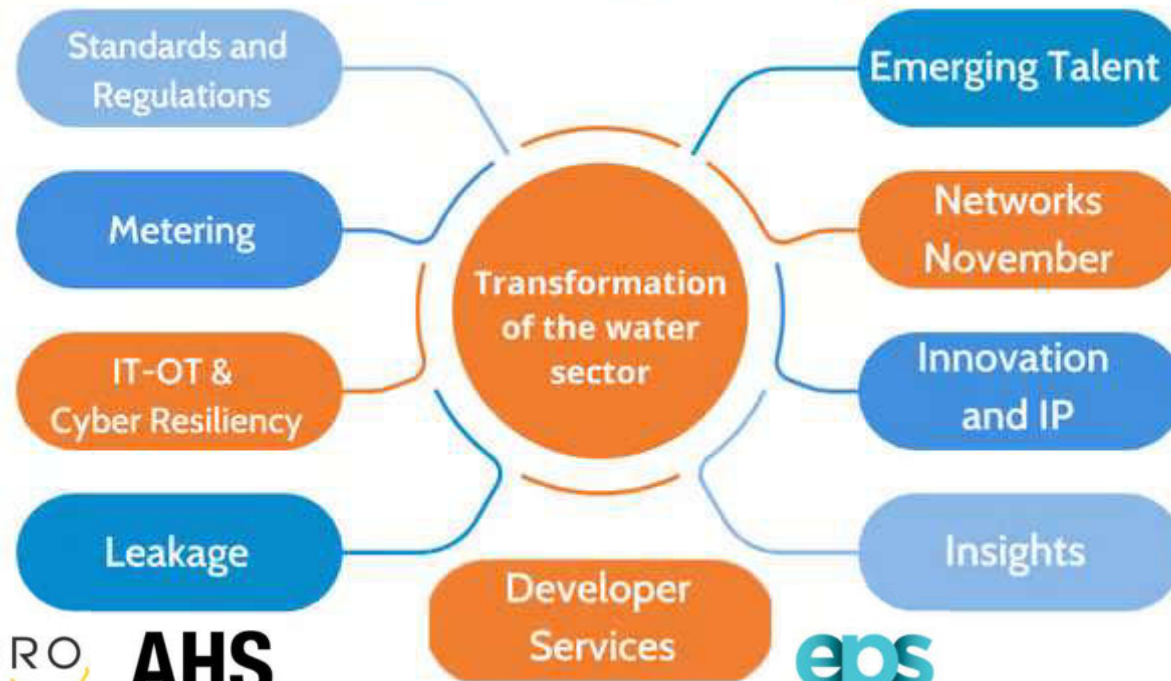 Standards and
Regulations
Metering
IT-OT &
Cyber Resiliency
Leakage
Transformation
of the water
sector
Emerging Talent
Networks
November
Innovation
and IP
Insights
Developer
Services
RO
AHS
eps